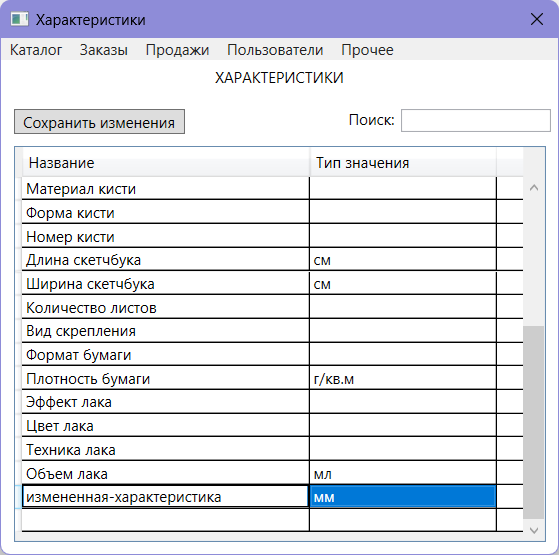 Характеристики
Каталог Заказы Продажи Пользователи Прочее
ХАРАКТЕРИСТИКИ
Сохранить изменения Поиск:
Название Тип значения
Материал кисти
Форма кисти
Номер кисти
Длина скетчбука см
Ширина скетчбука см
Количество листов
Вид скрепления
Формат бумаги
Плотность бумаги г/кв.м
Эффект лака
Цвет лака
Техника лака
Объем лака мл
измененная-характеристика мм